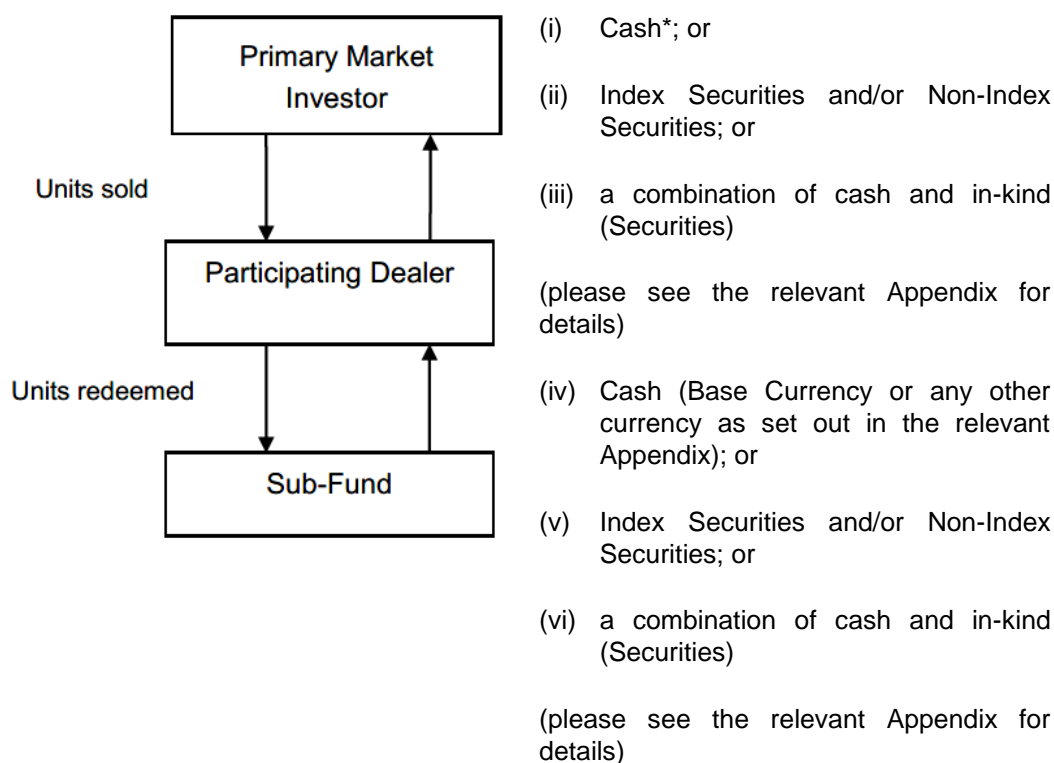 Primary Market
Investor
Units sold
Participating Dealer
Units redeemed
Sub-Fund
(i) Cash*; or
(ii) Index Securities and/or Non-Index
Securities; or
(iii) a combination of cash and in-kind
(Securities)
(please see the relevant Appendix for
details)
(iv) Cash (Base Currency or any other
currency as set out in the relevant
Appendix); or
(v) Index Securities and/or Non-Index
Securities; or
(vi) a combination of cash and in-kind
(Securities)
(please see the relevant Appendix for
details)